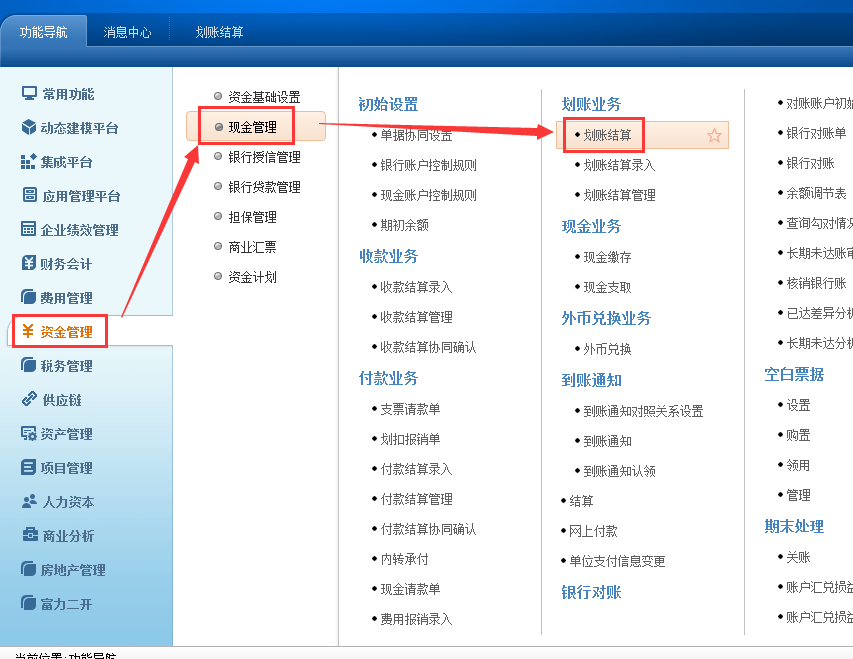 功能导航
消息中心
划账结算
常用功能
动态建模平台
集成平台
应用管理平台
企业绩效管理
财务会计
费用管理
资金管理
税务管理
供应链
资产管理
项目管理
人力资本
商业分析
房地产管理
富力二开
资金基础设置
现金管理
银行授信管理
银行贷款管理
担保管理
商业汇票
资金计划
初始设置
单据协同设置
银行账户控制规则
现金账户控制规则
期初余额
收款业务
收款结算录入
收款结算管理
收款结算协同确认
付款业务
支票请款单
划扣报销单
付款结算录入
付款结算管理
付款结算协同确认
内转承付
现金请款单
费用报销录入
划账业务
划账结算
划账结算录入
划账结算管理
现金业务
现金缴存
现金支取
外币兑换业务
外币兑换
到账通知
到账通知对照关系设置
到账通知
到账通知认领
结算
网上付款
单位支付信息变更
银行对账
对账账户初始
银行对账单
银行对账
余额调节表
查询勾对情况
长期未达账审
核销银行账
已达差异分析
长期未达分析
空白票据
设置
购置
领用
管理
期末处理
关账
账户汇兑损益
账户汇兑损益
当前位置:功能导航